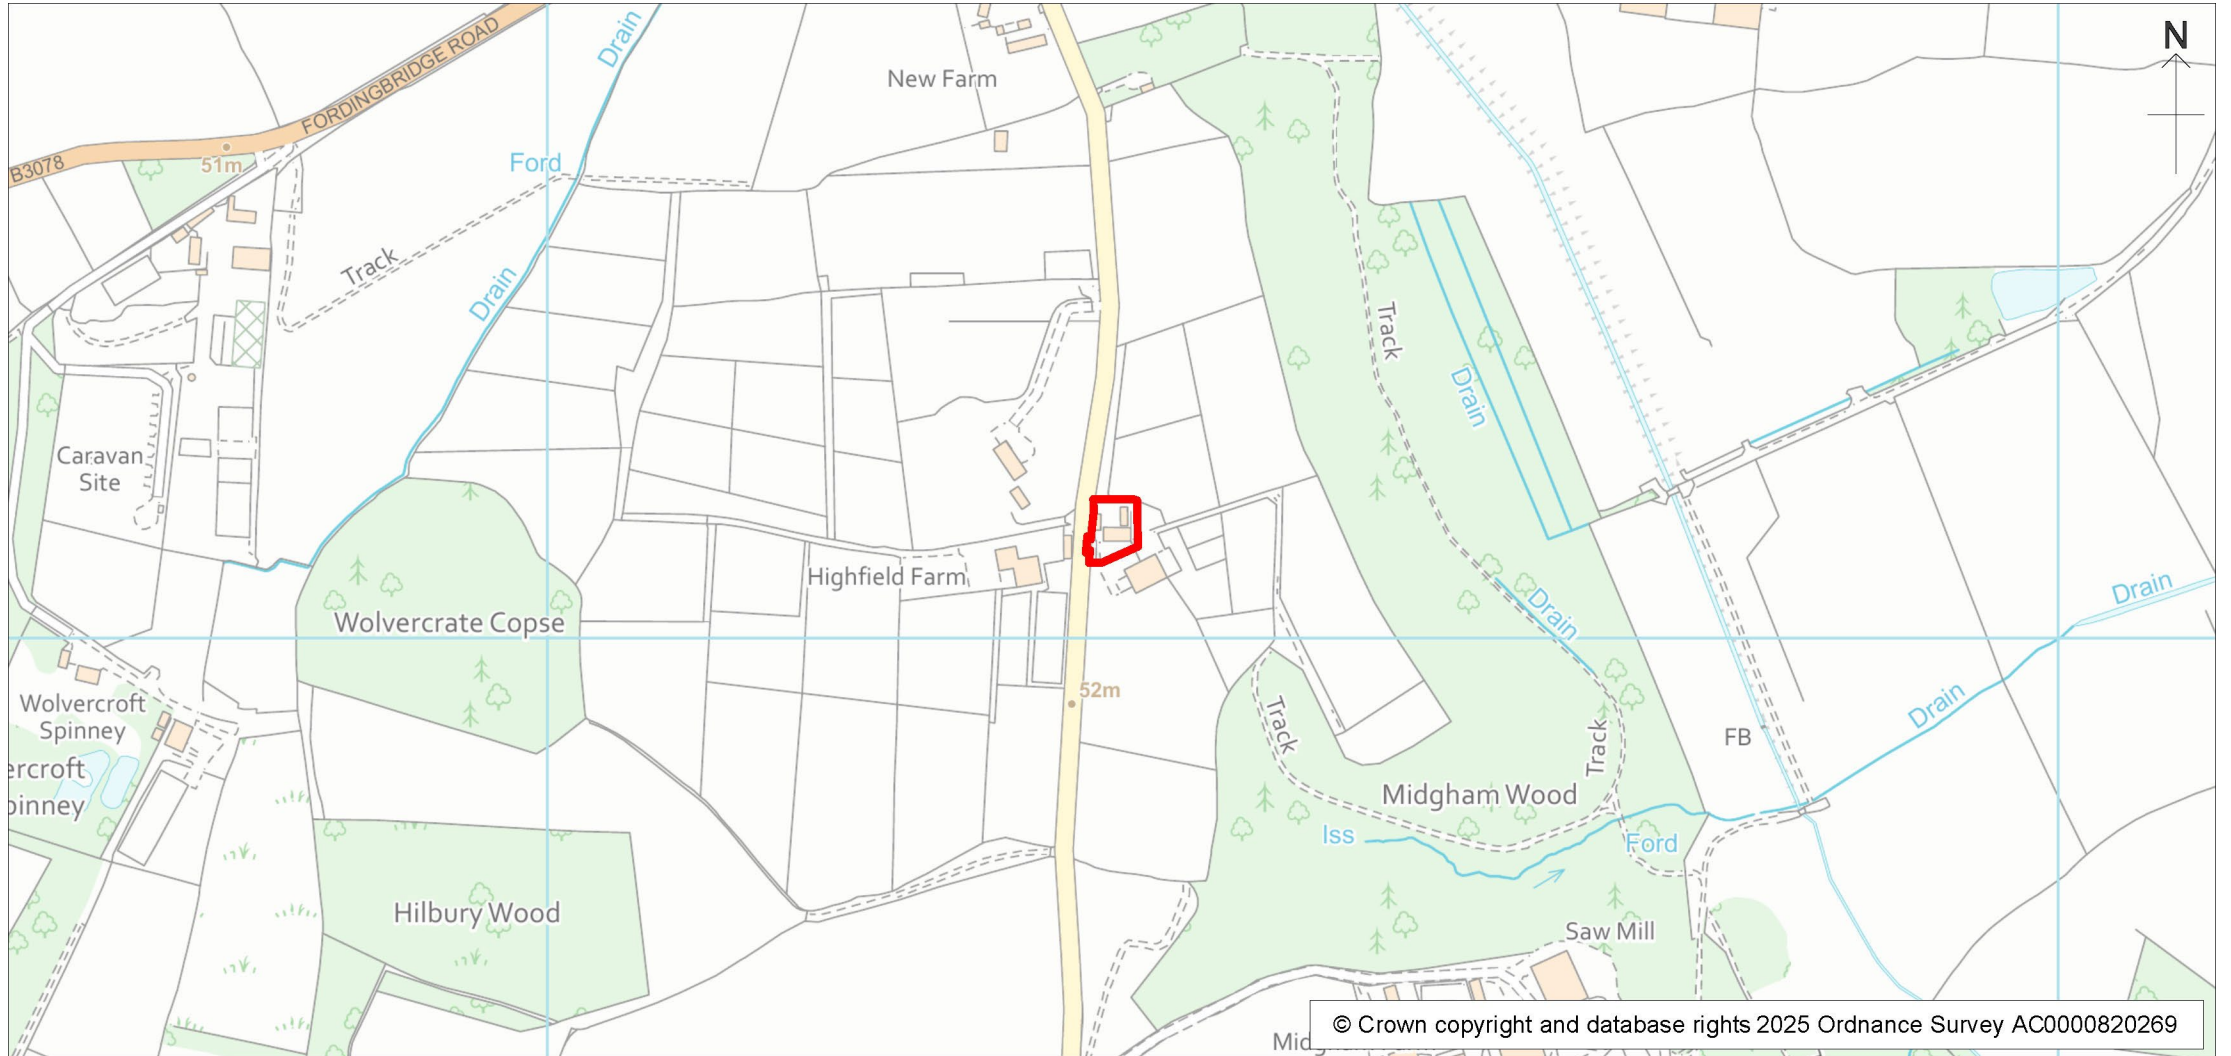 N
Drain
FORDINGBRIDGE ROAD
New Farm
B3078
51m
Ford
Track
Drain
Track
Drain
Caravan
Site
Highfield Farm
Wolvercrate Copse
Drain
Drain
52m
Wolvercroft
Spinney
Track
Track
Drain
FB
ercroft
pinney
Midgham Wood
Iss
Ford
Hilbury Wood
Saw Mill
© Crown copyright and database rights 2025 Ordnance Survey AC0000820269